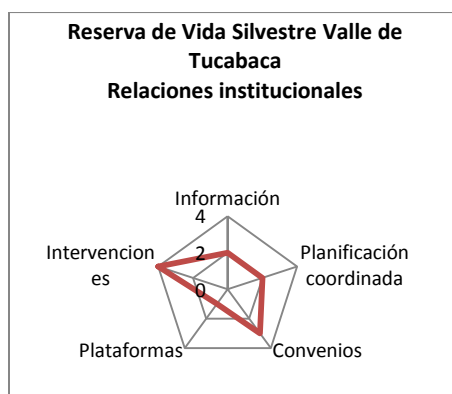 Reserva de Vida Silvestre Valle de
Tucabaca
Relaciones institucionales
Información
4
2
0
Intervencion
es
Planificación
coordinada
Plataformas
Convenios